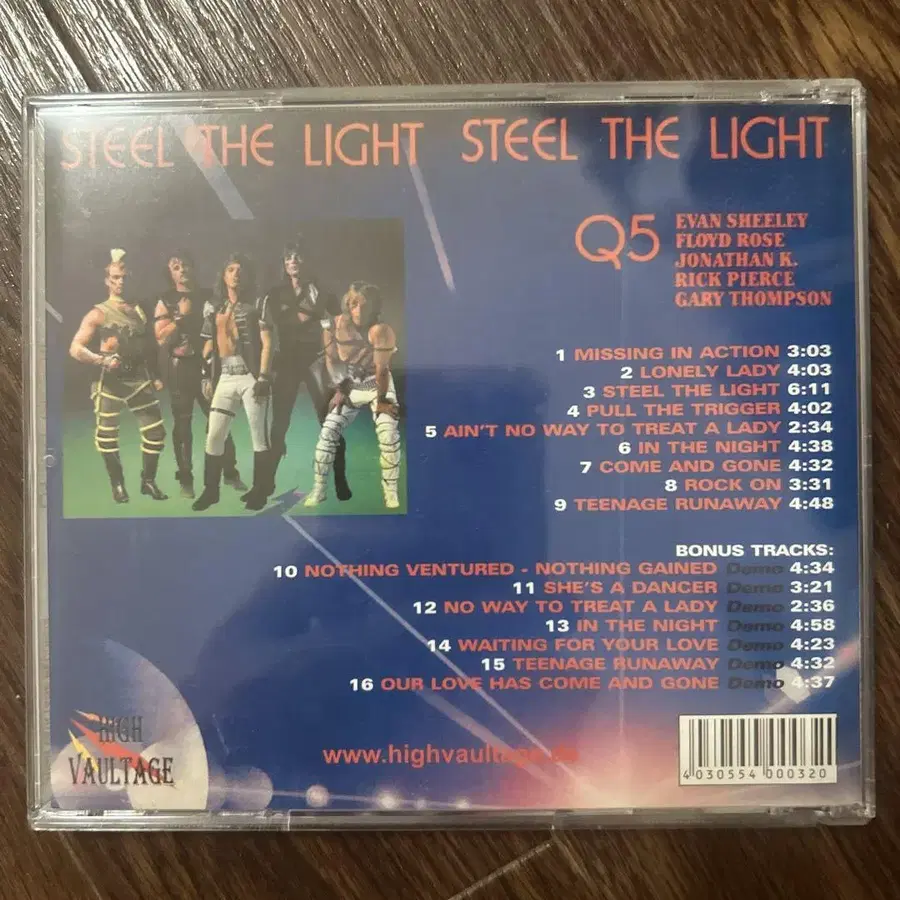 STEEL THE LIGHT STEEL THE LIGHT
Q5
EVAN SHEELEY
FLOYD ROSE
JONATHAN K.
RICK PIERCE
GARY THOMPSON
1 MISSING IN ACTION 3:03
2 LONELY LADY 4:03
3 STEEL THE LIGHT 6:11
4 PULL THE TRIGGER 4:02
5 AIN'T NO WAY TO TREAT A LADY 2:34
6 IN THE NIGHT 4:38
7 COME AND GONE 4:32
8 ROCK ON 3:31
9 TEENAGE RUNAWAY 4:48
BONUS TRACKS:
10 NOTHING VENTURED - NOTHING GAINED Demo 4:34
11 SHE'S A DANCER Demo 3:21
12 NO WAY TO TREAT A LADY Demo 2:36
13 IN THE NIGHT Demo 4:58
14 WAITING FOR YOUR LOVE Demo 4:23
15 TEENAGE RUNAWAY Demo 4:32
16 OUR LOVE HAS COME AND GONE Demo 4:37
HIGH
VAULTAGE
4 030554 000320